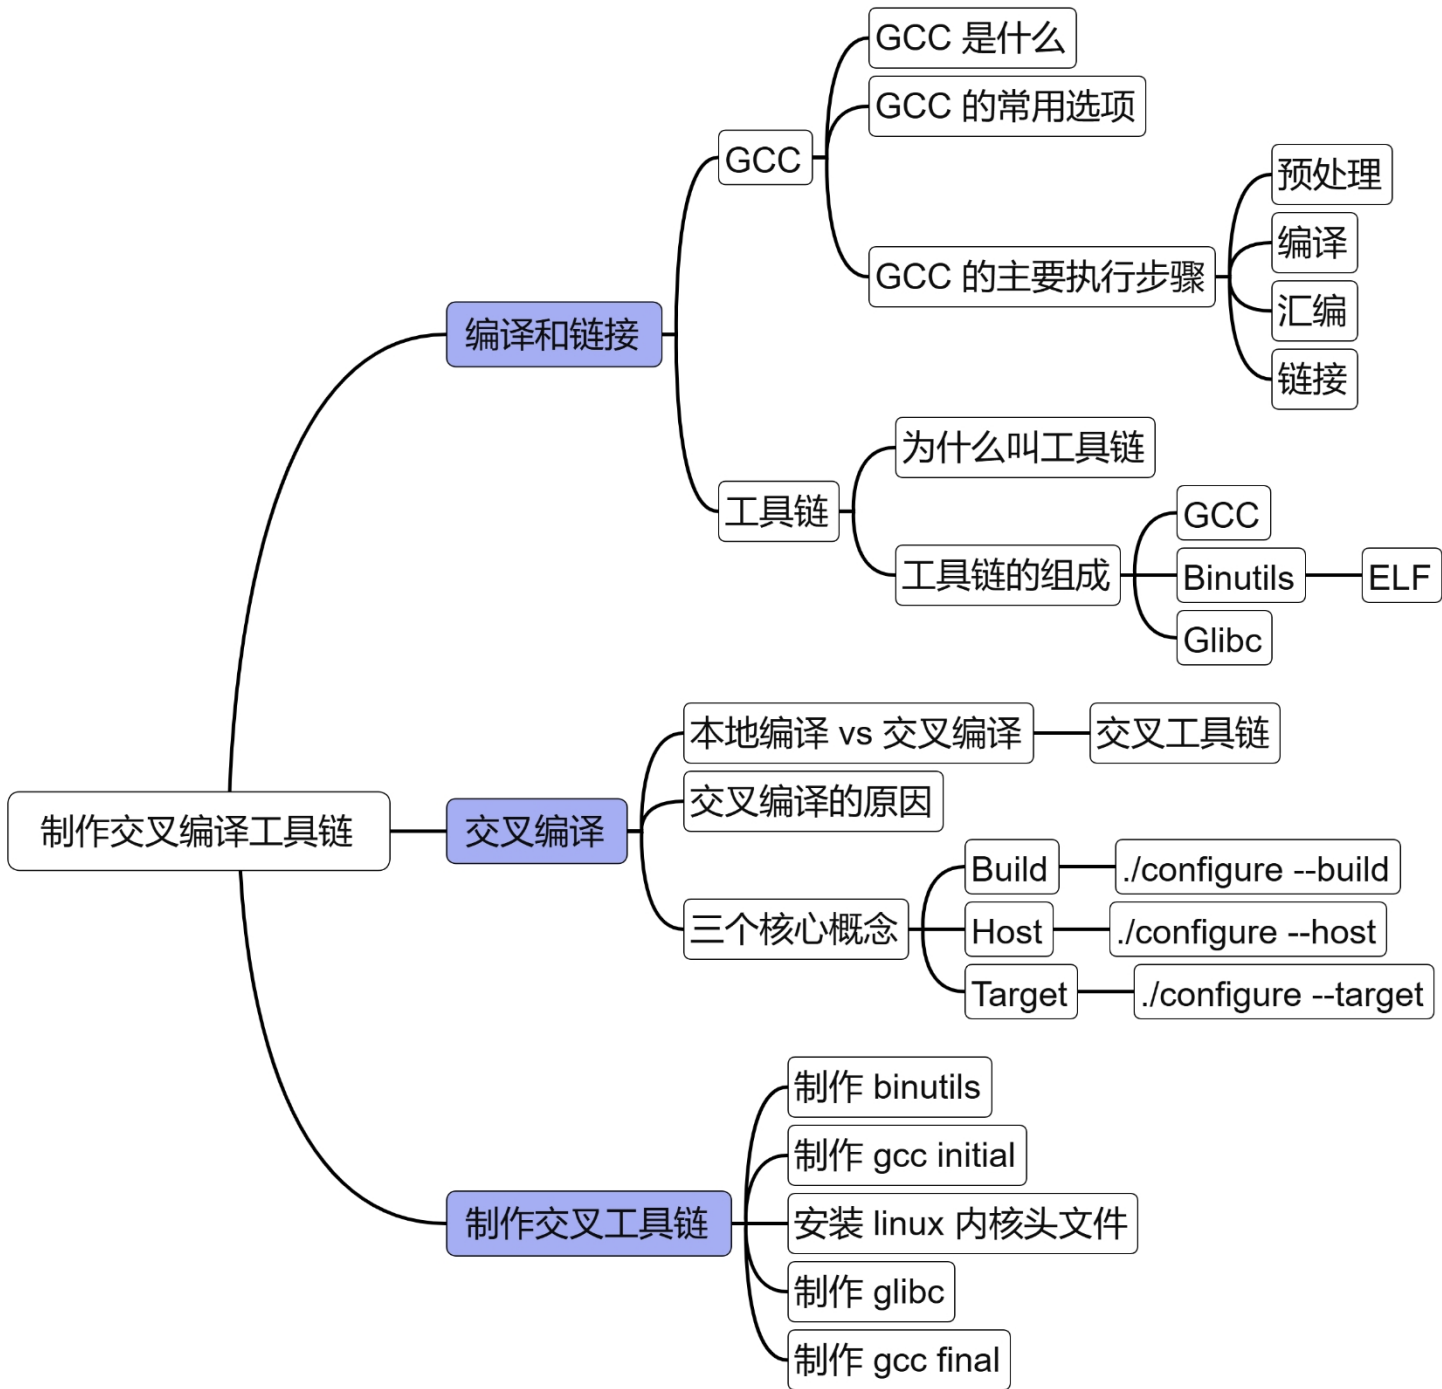 GCC 是什么
GCC 的常用选项
GCC
预处理
编译
GCC 的主要执行步骤
汇编
编译和链接
链接
为什么叫工具链
工具链
GCC
工具链的组成
Binutils
ELF
Glibc
本地编译 vs 交叉编译
交叉工具链
交叉编译的原因
制作交叉编译工具链
交叉编译
Build
./configure --build
三个核心概念
Host
./configure --host
Target
./configure --target
制作 binutils
制作 gcc initial
制作交叉工具链
安装 linux 内核头文件
制作 glibc
制作 gcc final